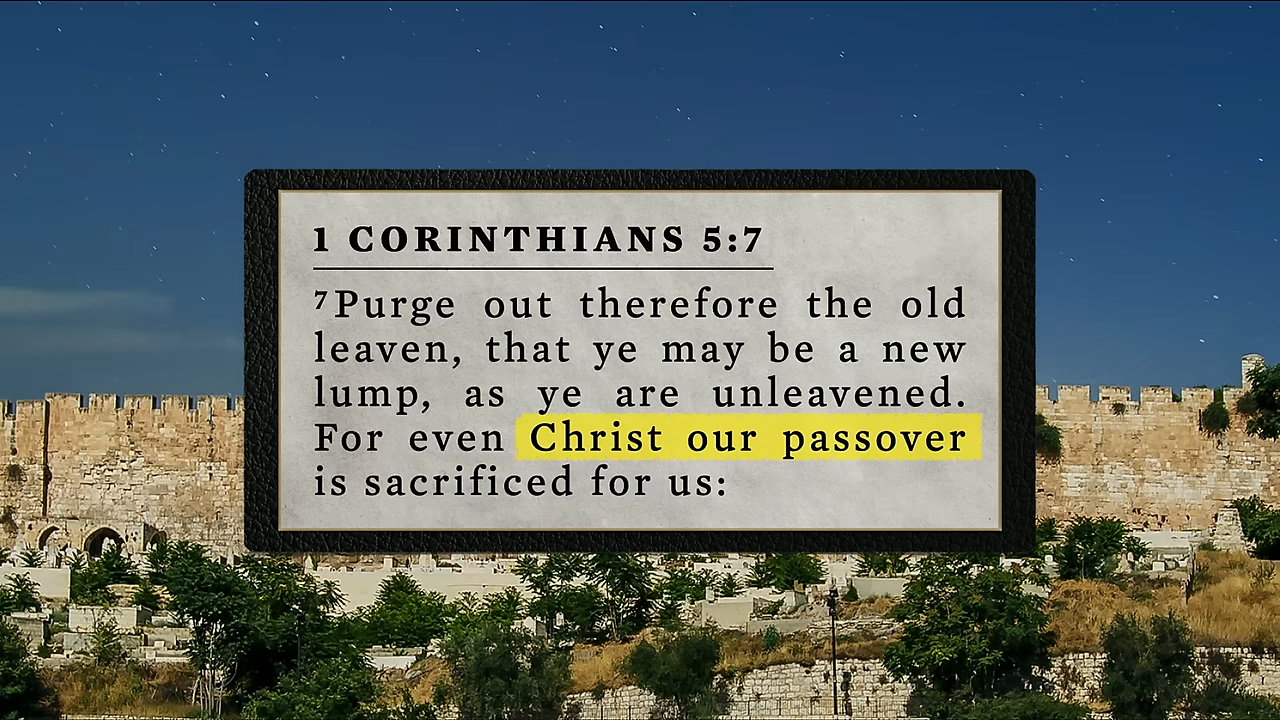 1 CORINTHIANS 5:7
⁷Purge out therefore the old
leaven, that ye may be a new
lump, as ye are unleavened.
For even Christ our passover
is sacrificed for us: